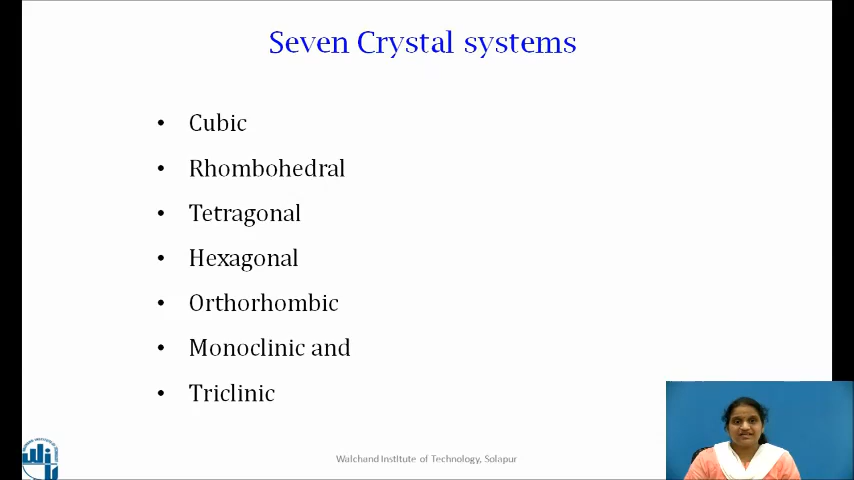 Seven Crystal systems
• Cubic
• Rhombohedral
• Tetragonal
• Hexagonal
• Orthorhombic
• Monoclinic and
• Triclinic
Walchand Institute of Technology, Solapur